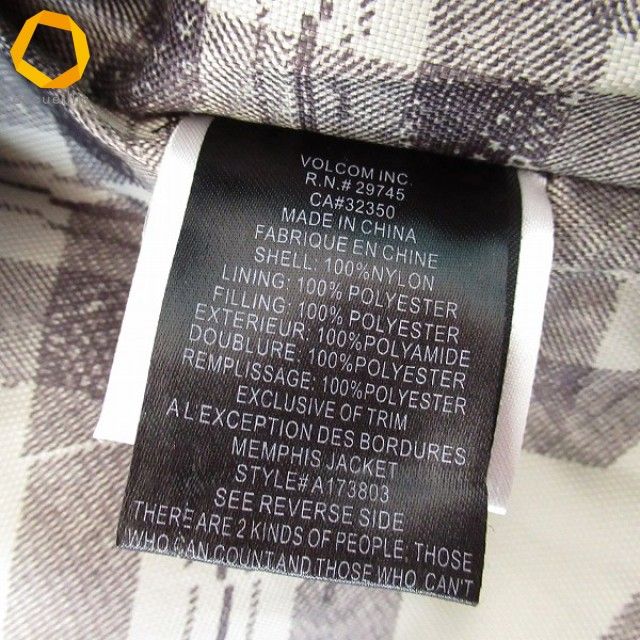 VOLCOM INC.
R.N.# 29745
CA#32350
MADE IN CHINA
FABRIQUE EN CHINE
SHELL: 100%NYLON
LINING: 100% POLYESTER
FILLING: 100% POLYESTER
EXTERIEUR: 100%POLYAMIDE
DOUBLURE: 100%POLYESTER
REMPLISSAGE: 100%POLYESTER
EXCLUSIVE OF TRIM
A L'EXCEPTION DES BORDURES
MEMPHIS JACKET
STYLE# A173803
SEE REVERSE SIDE
THERE ARE 2 KINDS OF PEOPLE, THOSE
WHO CAN COUNT AND THOSE WHO CAN'T